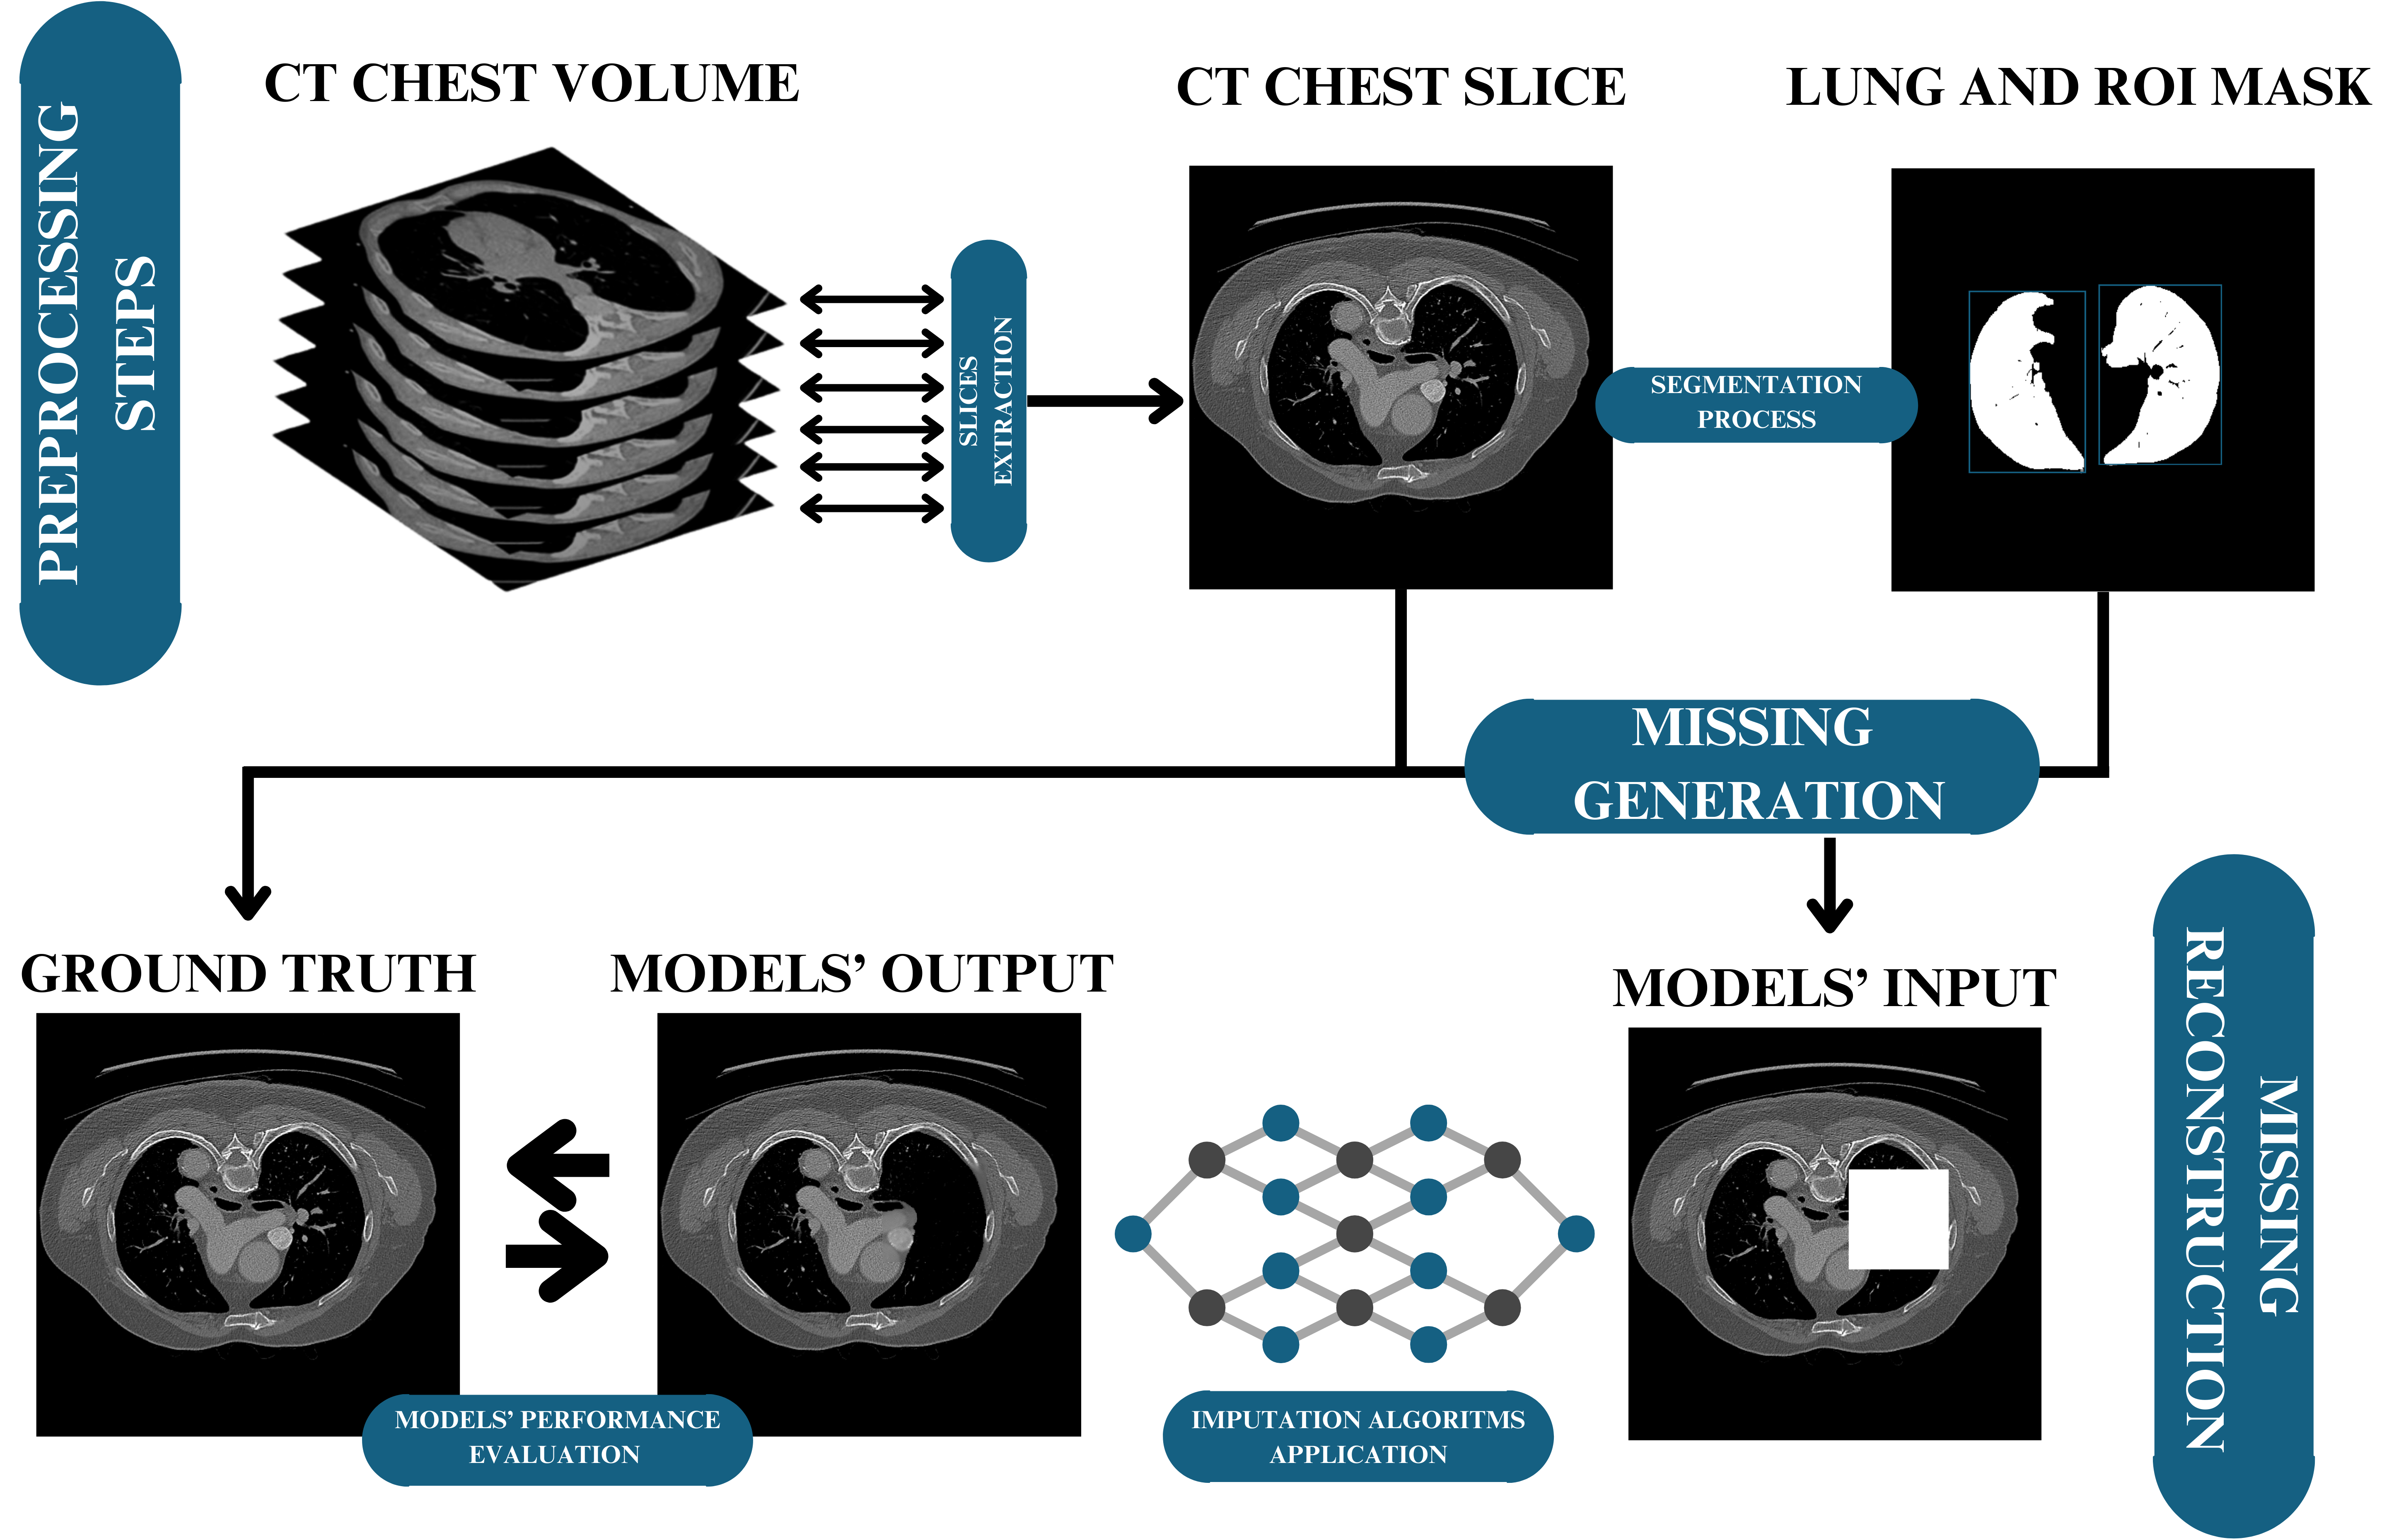 PREPROCESSING
STEPS
CT CHEST VOLUME
SLICES
EXTRACTION
CT CHEST SLICE
SEGMENTATION
PROCESS
LUNG AND ROI MASK
MISSING
GENERATION
GROUND TRUTH
MODELS’ OUTPUT
MODELS’ INPUT
MODELS’ PERFORMANCE
EVALUATION
IMPUTATION ALGORITMS
APPLICATION
MISSING
RECONSTRUCTION